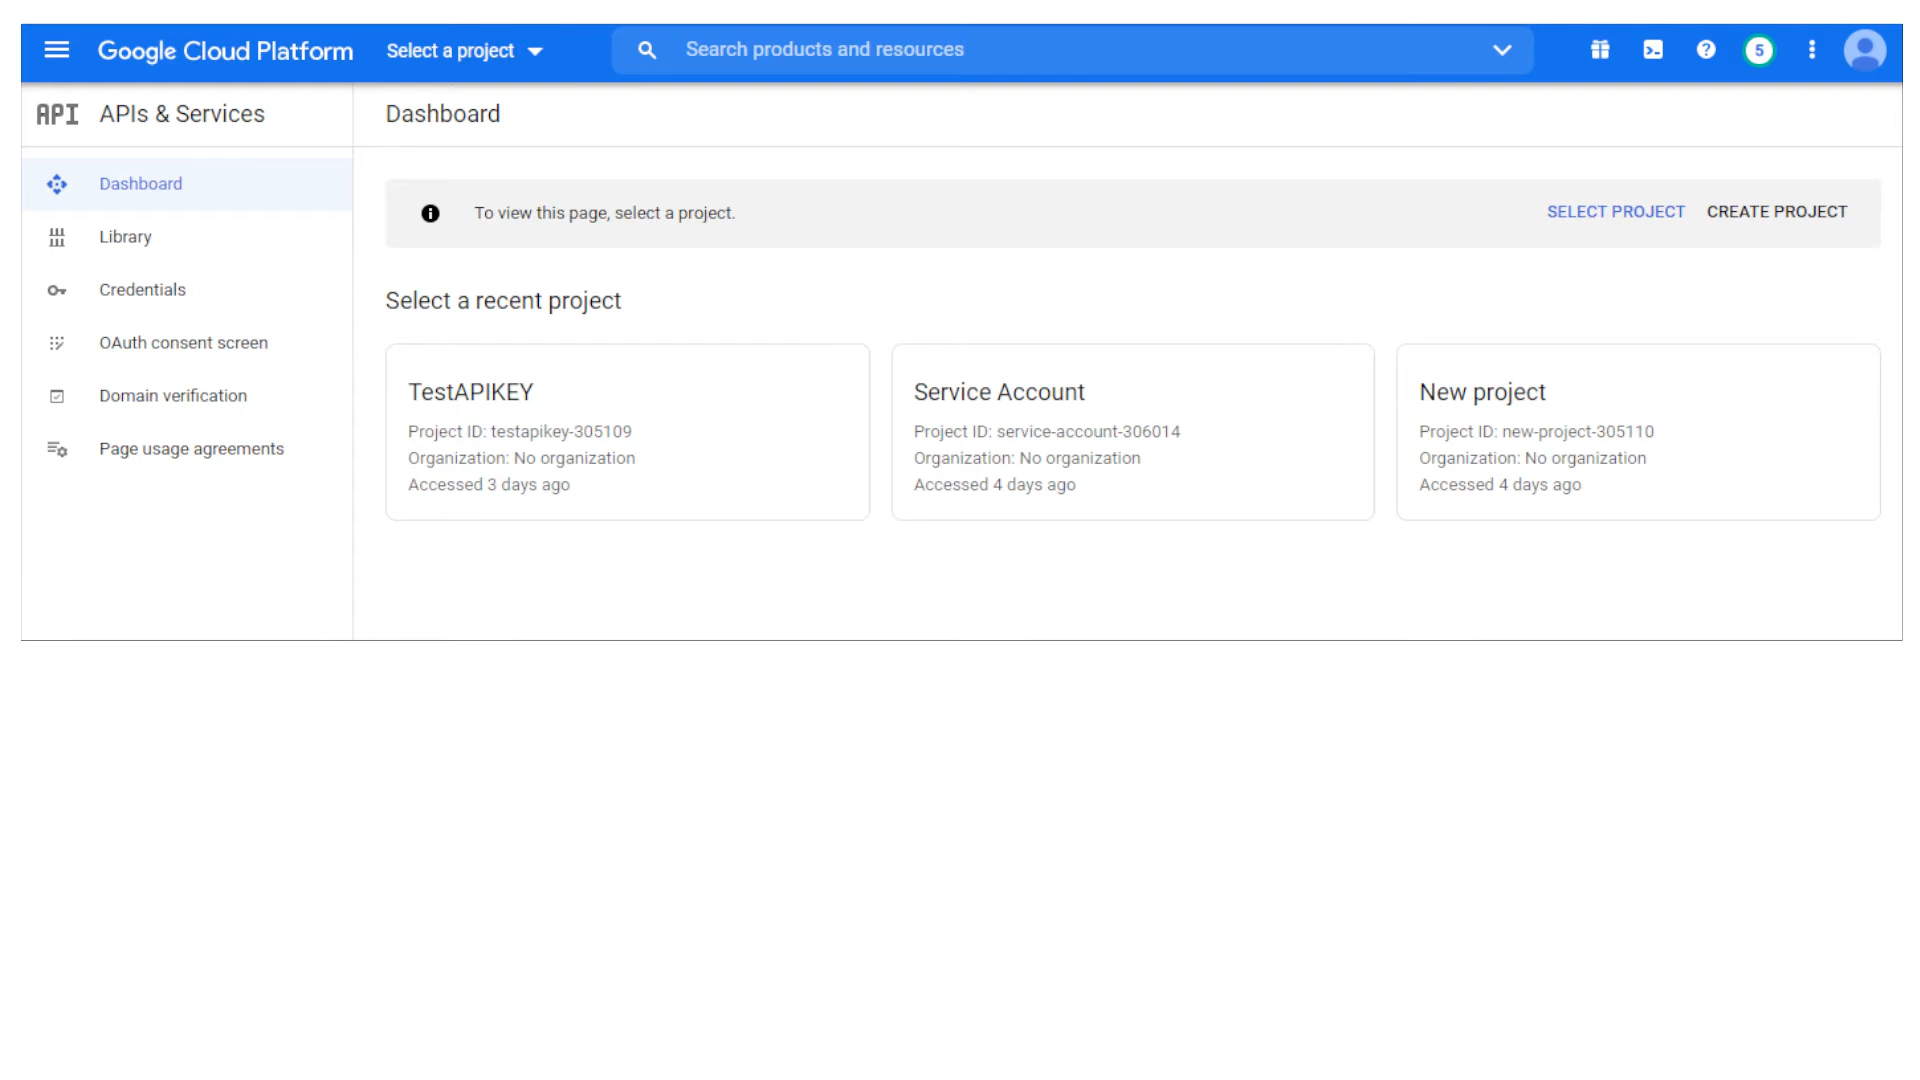 Google Cloud Platform
Select a project
Search products and resources
5
API APIs & Services
Dashboard
Dashboard
Library
Credentials
OAuth consent screen
Domain verification
Page usage agreements
To view this page, select a project.
SELECT PROJECT
CREATE PROJECT
Select a recent project
TestAPIKEY
Project ID: testapikey-305109
Organization: No organization
Accessed 3 days ago
Service Account
Project ID: service-account-306014
Organization: No organization
Accessed 4 days ago
New project
Project ID: new-project-305110
Organization: No organization
Accessed 4 days ago